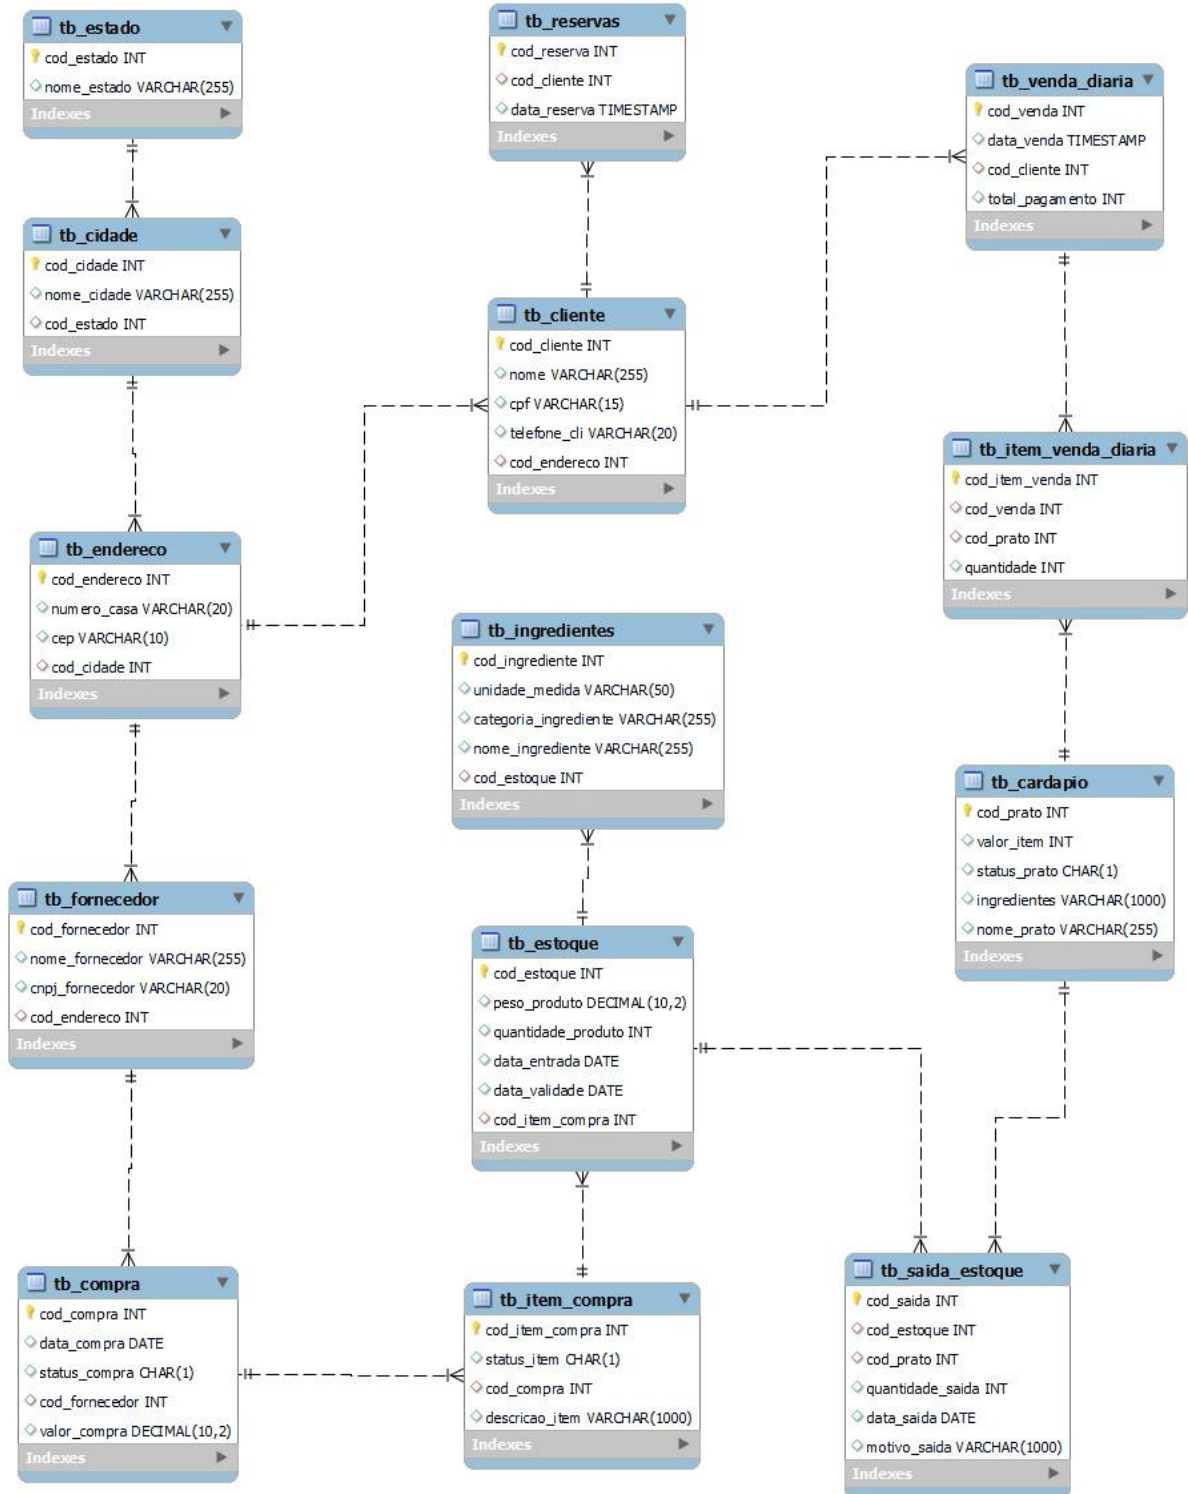 tb_estado
cod_estado INT
nome_estado VARCHAR(255)
Indexes
tb_reservas
cod_reserva INT
cod_cliente INT
data_reserva TIMESTAMP
Indexes
tb_venda_diaria
cod_venda INT
data_venda TIMESTAMP
cod_cliente INT
total_pagamento INT
Indexes
tb_cidade
cod_cidade INT
nome_cidade VARCHAR(255)
cod_estado INT
Indexes
tb_cliente
cod_cliente INT
nome VARCHAR(255)
cpf VARCHAR(15)
telefone_cli VARCHAR(20)
cod_endereco INT
Indexes
tb_item_venda_diaria
cod_item_venda INT
cod_venda INT
cod_prato INT
quantidade INT
Indexes
tb_endereco
cod_endereco INT
numero_casa VARCHAR(20)
cep VARCHAR(10)
cod_cidade INT
Indexes
tb_ingredientes
cod_ingrediente INT
unidade_medida VARCHAR(50)
categoria_ingrediente VARCHAR(255)
nome_ingrediente VARCHAR(255)
cod_estoque INT
Indexes
tb_cardapio
cod_prato INT
valor_item INT
status_prato CHAR(1)
ingredientes VARCHAR(1000)
nome_prato VARCHAR(255)
Indexes
tb_fornecedor
cod_fornecedor INT
nome_fornecedor VARCHAR(255)
cnpj_fornecedor VARCHAR(20)
cod_endereco INT
Indexes
tb_estoque
cod_estoque INT
peso_produto DECIMAL(10,2)
quantidade_produto INT
data_entrada DATE
data_validade DATE
cod_item_compra INT
Indexes
tb_compra
cod_compra INT
data_compra DATE
status_compra CHAR(1)
cod_fornecedor INT
valor_compra DECIMAL(10,2)
Indexes
tb_item_compra
cod_item_compra INT
status_item CHAR(1)
cod_compra INT
descricao_item VARCHAR(1000)
Indexes
tb_saida_estoque
cod_saida INT
cod_estoque INT
cod_prato INT
quantidade_saida INT
data_saida DATE
motivo_saida VARCHAR(1000)
Indexes